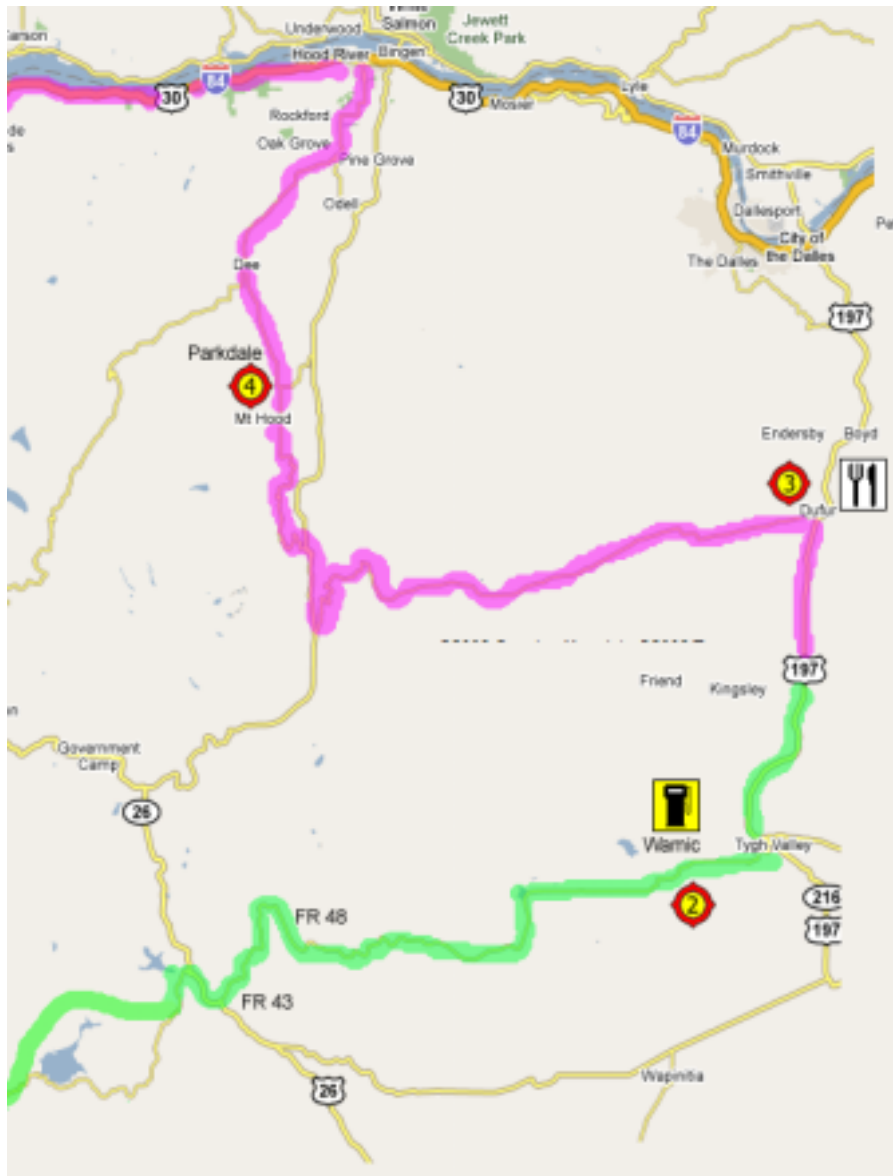 Salmon
Jewett
Creek Park
Underwood
Carson
Hood River
Bingen
84
30
30
Lyle
Mosier
Rockford
84
Oak Grove
Murdock
Pine Grove
Smithville
Odell
Dallesport
City of
the Dalles
The Dalles
Dee
197
Parkdale
4
Mt Hood
Endersby
Boyd
3
Dufur
197
Friend
Kingsley
Government
Camp
26
Wamic
Tygh Valley
2
216
197
FR 48
FR 43
Wapinitia
26